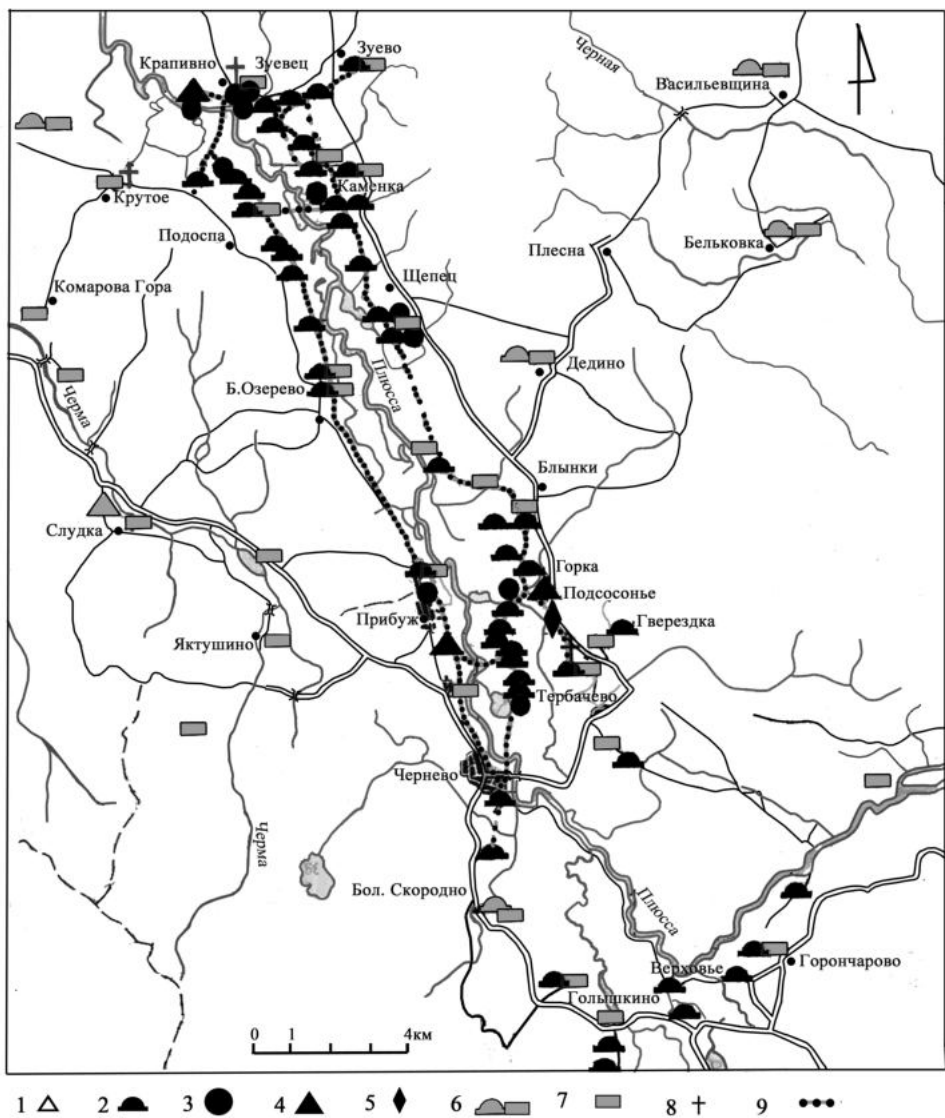 Зуево
Крапивно
Зуевец
Черная
Васильевщина
Каменка
Крутое
Подоспа
Плесна
Бельковка
Щепец
Комарова Гора
Дедино
Плюсса
Б.Озерево
Черма
Блынки
Слудка
Горка
Подсосонье
Прибуж
Гверездка
Яктушино
Тербачево
Чернево
Черма
Бол. Скородно
Плюсса
Верховье
Горончарово
Голышкино
0 1 4км
1 2 3 4 5 6 7 8 9